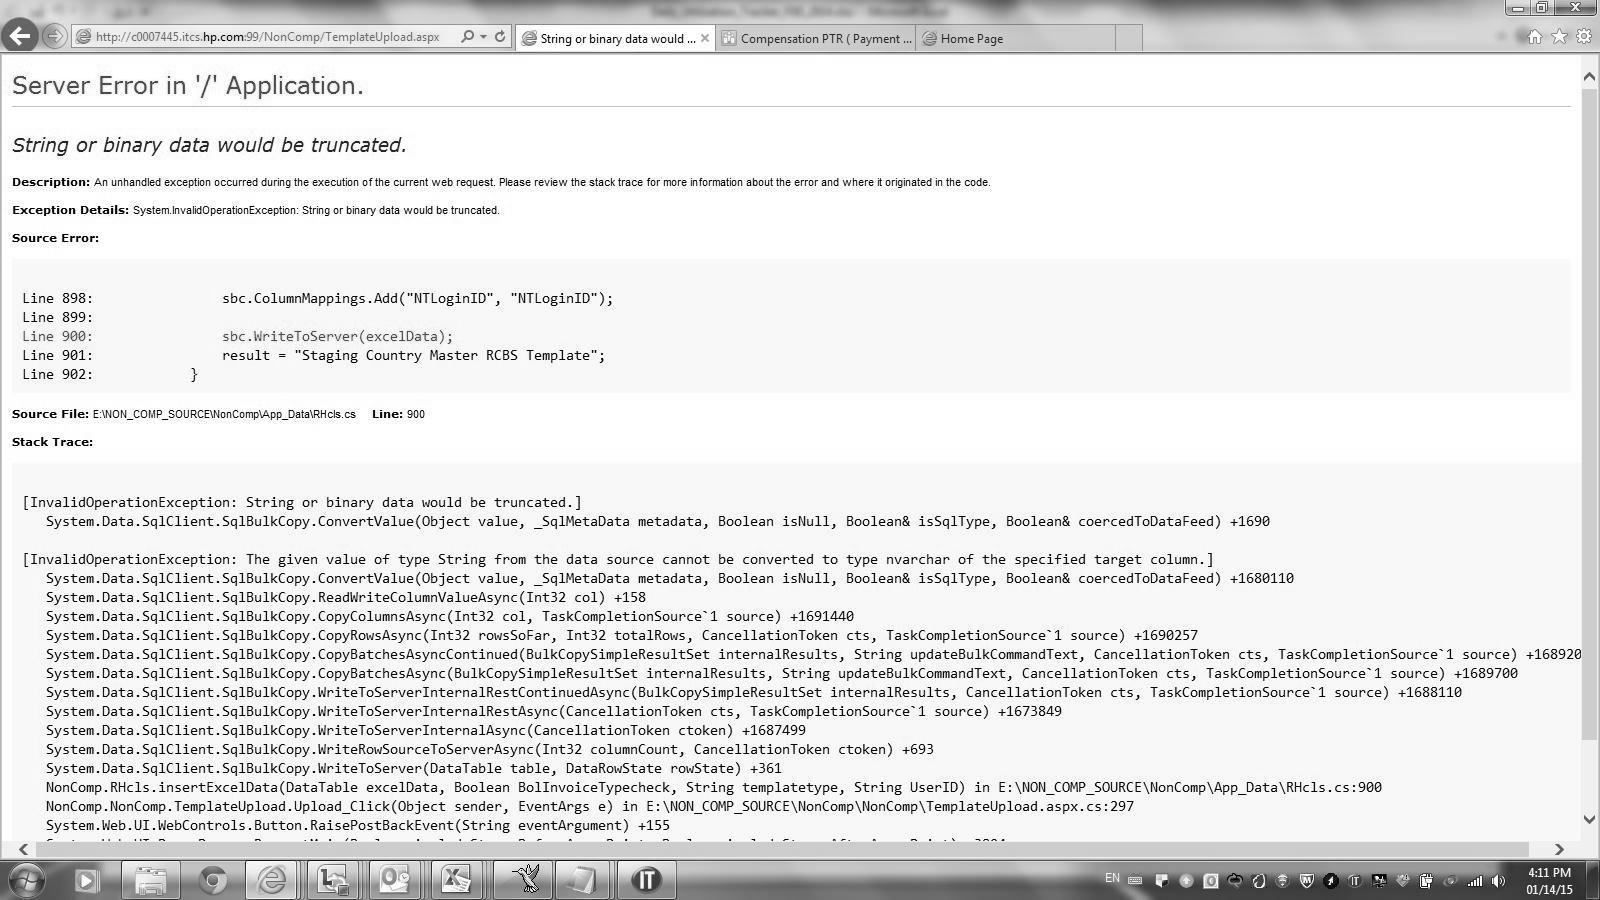 http://c0007445.itcs.hp.com:99/NonComp/TemplateUpload.aspx
String or binary data would ...
Compensation PTR ( Payment ...
Home Page
Server Error in '/' Application.
String or binary data would be truncated.
Description: An unhandled exception occurred during the execution of the current web request. Please review the stack trace for more information about the error and where it originated in the code.
Exception Details: System.InvalidOperationException: String or binary data would be truncated.
Source Error:
Line 898:                sbc.ColumnMappings.Add("NTLoginID", "NTLoginID");
Line 899:
Line 900:                sbc.WriteToServer(excelData);
Line 901:                result = "Staging Country Master RCBS Template";
Line 902:            }
Source File: E:\NON_COMP_SOURCE\NonComp\App_Data\RHcls.cs    Line: 900
Stack Trace:
[InvalidOperationException: String or binary data would be truncated.]
System.Data.SqlClient.SqlBulkCopy.ConvertValue(Object value, _SqlMetaData metadata, Boolean isNull, Boolean& isSqlType, Boolean& coercedToDataFeed) +1690
[InvalidOperationException: The given value of type String from the data source cannot be converted to type nvarchar of the specified target column.]
System.Data.SqlClient.SqlBulkCopy.ConvertValue(Object value, _SqlMetaData metadata, Boolean isNull, Boolean& isSqlType, Boolean& coercedToDataFeed) +1680110
System.Data.SqlClient.SqlBulkCopy.ReadWriteColumnValueAsync(Int32 col) +158
System.Data.SqlClient.SqlBulkCopy.CopyColumnsAsync(Int32 col, TaskCompletionSource`1 source) +1691440
System.Data.SqlClient.SqlBulkCopy.CopyRowsAsync(Int32 rowsSoFar, Int32 totalRows, CancellationToken cts, TaskCompletionSource`1 source) +1690257
System.Data.SqlClient.SqlBulkCopy.CopyBatchesAsyncContinued(BulkCopySimpleResultSet internalResults, String updateBulkCommandText, CancellationToken cts, TaskCompletionSource`1 source) +168920
System.Data.SqlClient.SqlBulkCopy.CopyBatchesAsync(BulkCopySimpleResultSet internalResults, String updateBulkCommandText, CancellationToken cts, TaskCompletionSource`1 source) +1689700
System.Data.SqlClient.SqlBulkCopy.WriteToServerInternalRestContinuedAsync(BulkCopySimpleResultSet internalResults, CancellationToken cts, TaskCompletionSource`1 source) +1688110
System.Data.SqlClient.SqlBulkCopy.WriteToServerInternalRestAsync(CancellationToken cts, TaskCompletionSource`1 source) +1673849
System.Data.SqlClient.SqlBulkCopy.WriteToServerInternalAsync(CancellationToken ctoken) +1687499
System.Data.SqlClient.SqlBulkCopy.WriteRowSourceToServerAsync(Int32 columnCount, CancellationToken ctoken) +693
System.Data.SqlClient.SqlBulkCopy.WriteToServer(DataTable table, DataRowState rowState) +361
NonComp.RHcls.insertExcelData(DataTable excelData, Boolean BolInvoiceTypecheck, String templatetype, String UserID) in E:\NON_COMP_SOURCE\NonComp\App_Data\RHcls.cs:900
NonComp.NonComp.TemplateUpload.Upload_Click(Object sender, EventArgs e) in E:\NON_COMP_SOURCE\NonComp\NonComp\TemplateUpload.aspx.cs:297
System.Web.UI.WebControls.Button.RaisePostBackEvent(String eventArgument) +155
EN
IT
4:11 PM
01/14/15